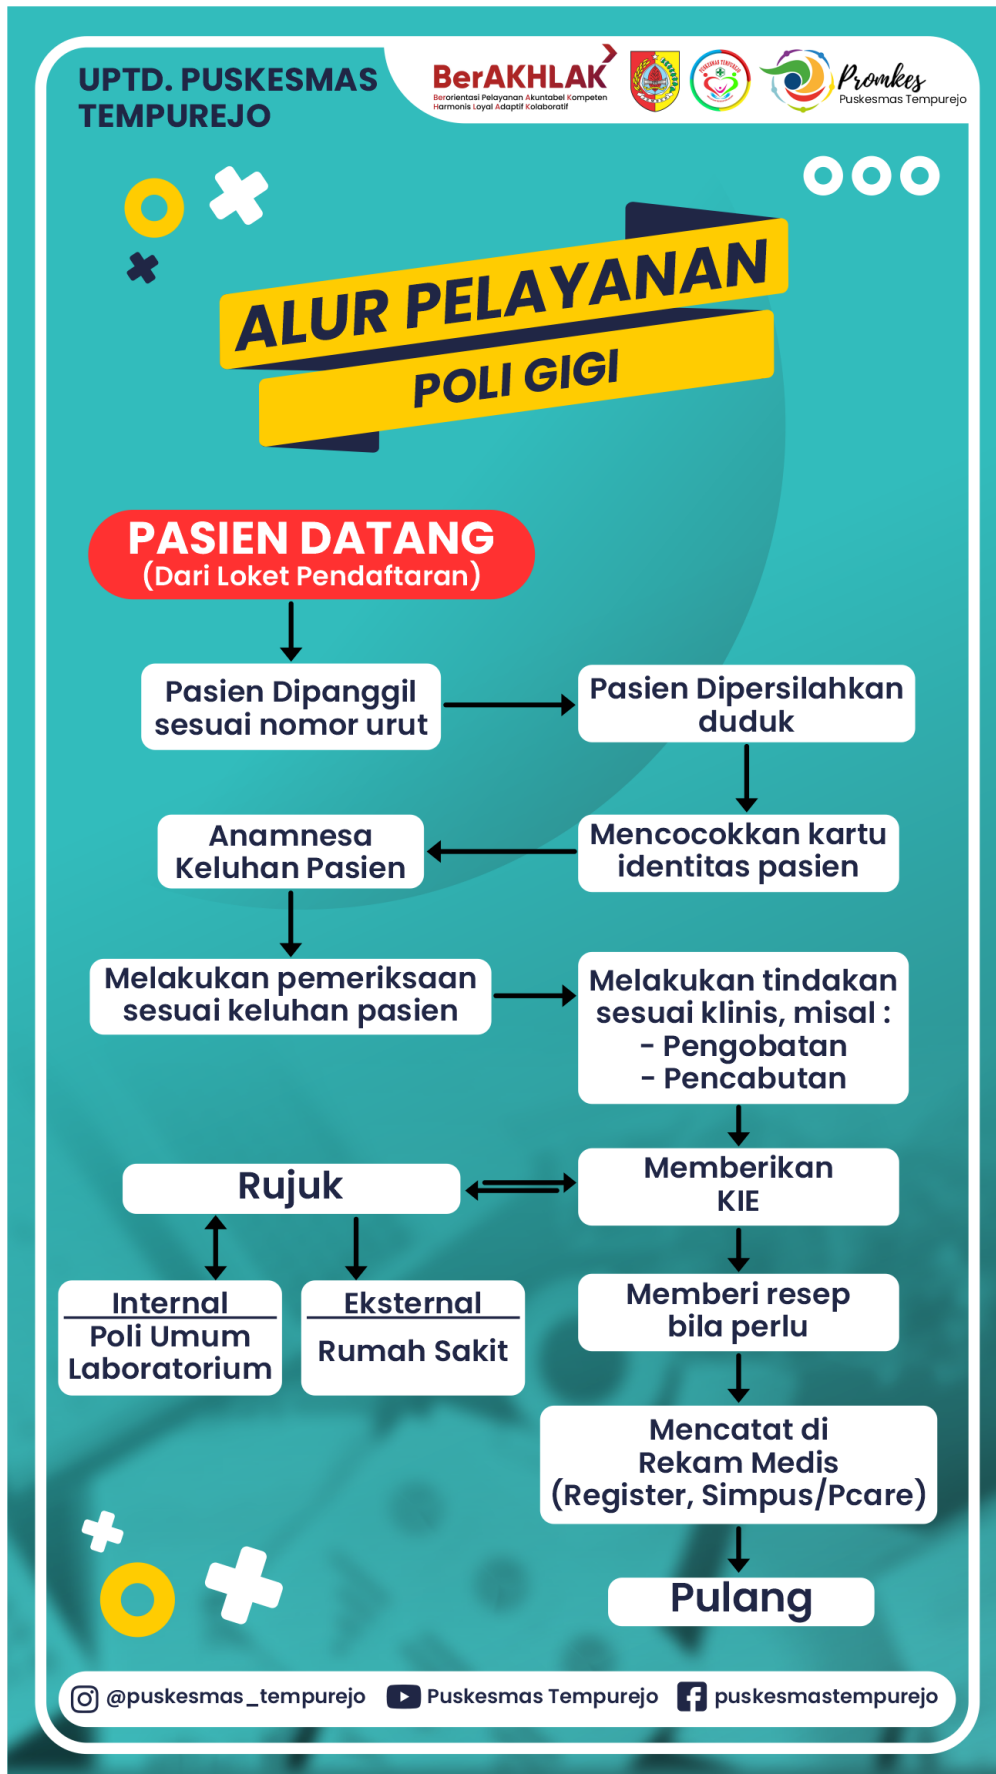 UPTD. PUSKESMAS
TEMPUREJO
BerAKHLAK
Berorientasi Pelayanan Akuntabel Kompeten
Harmonis Loyal Adaptif Kolaboratif
PUSKESMAS TEMPUREJO
Promkes
Puskesmas Tempurejo
ALUR PELAYANAN
POLI GIGI
PASIEN DATANG
(Dari Loket Pendaftaran)
Pasien Dipanggil
sesuai nomor urut
Pasien Dipersilahkan
duduk
Mencocokkan kartu
identitas pasien
Anamnesa
Keluhan Pasien
Melakukan pemeriksaan
sesuai keluhan pasien
Melakukan tindakan
sesuai klinis, misal :
- Pengobatan
- Pencabutan
Memberikan
KIE
Rujuk
Internal
Poli Umum
Laboratorium
Eksternal
Rumah Sakit
Memberi resep
bila perlu
Mencatat di
Rekam Medis
(Register, Simpus/Pcare)
Pulang
@puskesmas_tempurejo
Puskesmas Tempurejo
puskesmastempurejo